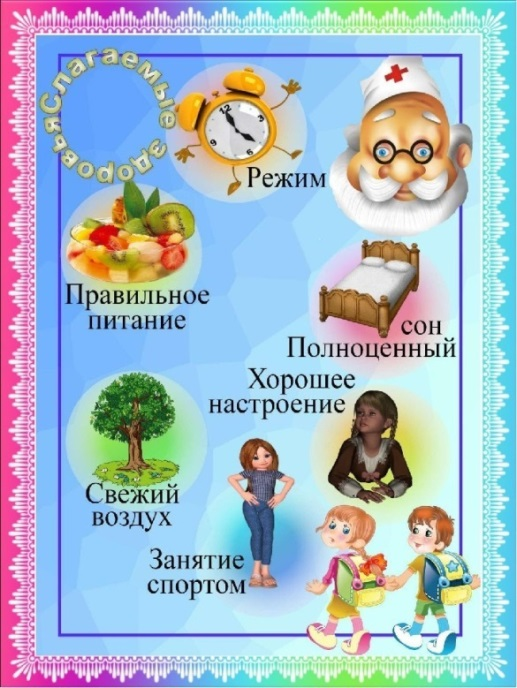 Слагаемые здоровья
Режим
Правильное
питание
сон
Полноценный
Хорошее
настроение
Свежий
воздух
Занятие
спортом